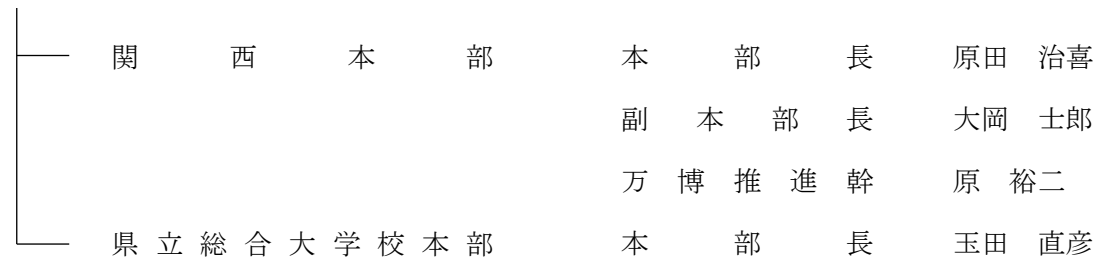 関西本部 本部長 原田 治喜
副本部長 大岡 士郎
万博推進幹 原 裕二
県立総合大学校本部 本部長 玉田 直彦